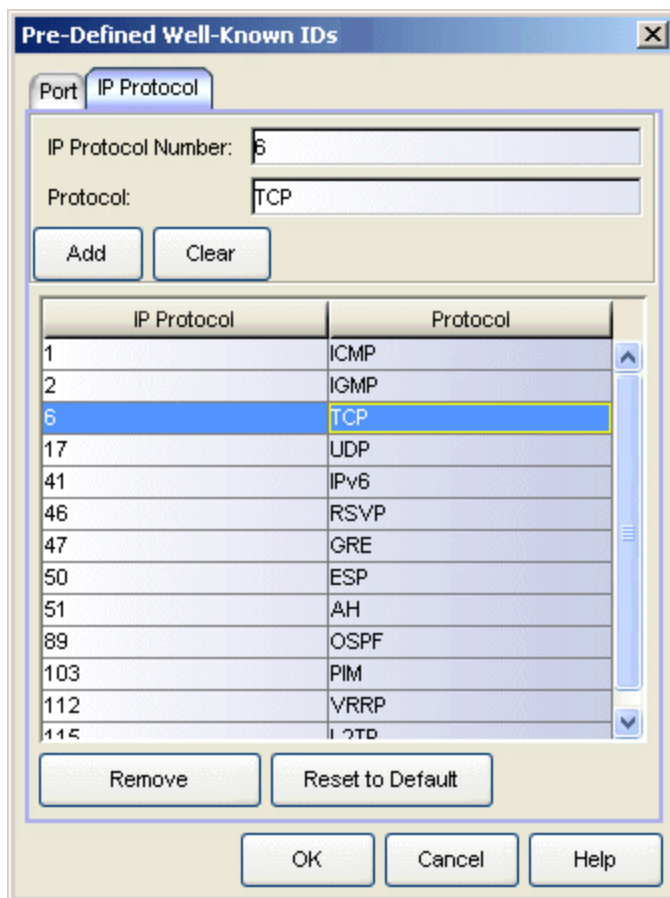 Pre-Defined Well-Known IDs
Port IP Protocol
IP Protocol Number: 6
Protocol: TCP
Add Clear
IP Protocol Protocol
1 ICMP
2 IGMP
6 TCP
17 UDP
41 IPv6
46 RSVP
47 GRE
50 ESP
51 AH
89 OSPF
103 PIM
112 VRRP
115 L2TP
Remove Reset to Default
OK Cancel Help